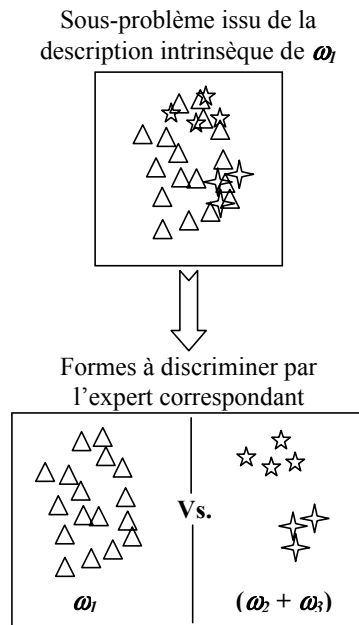 Sous-problème issu de la
description intrinsèque de ω1
Formes à discriminer par
l’expert correspondant
Vs.
ω1
(ω2 + ω3)